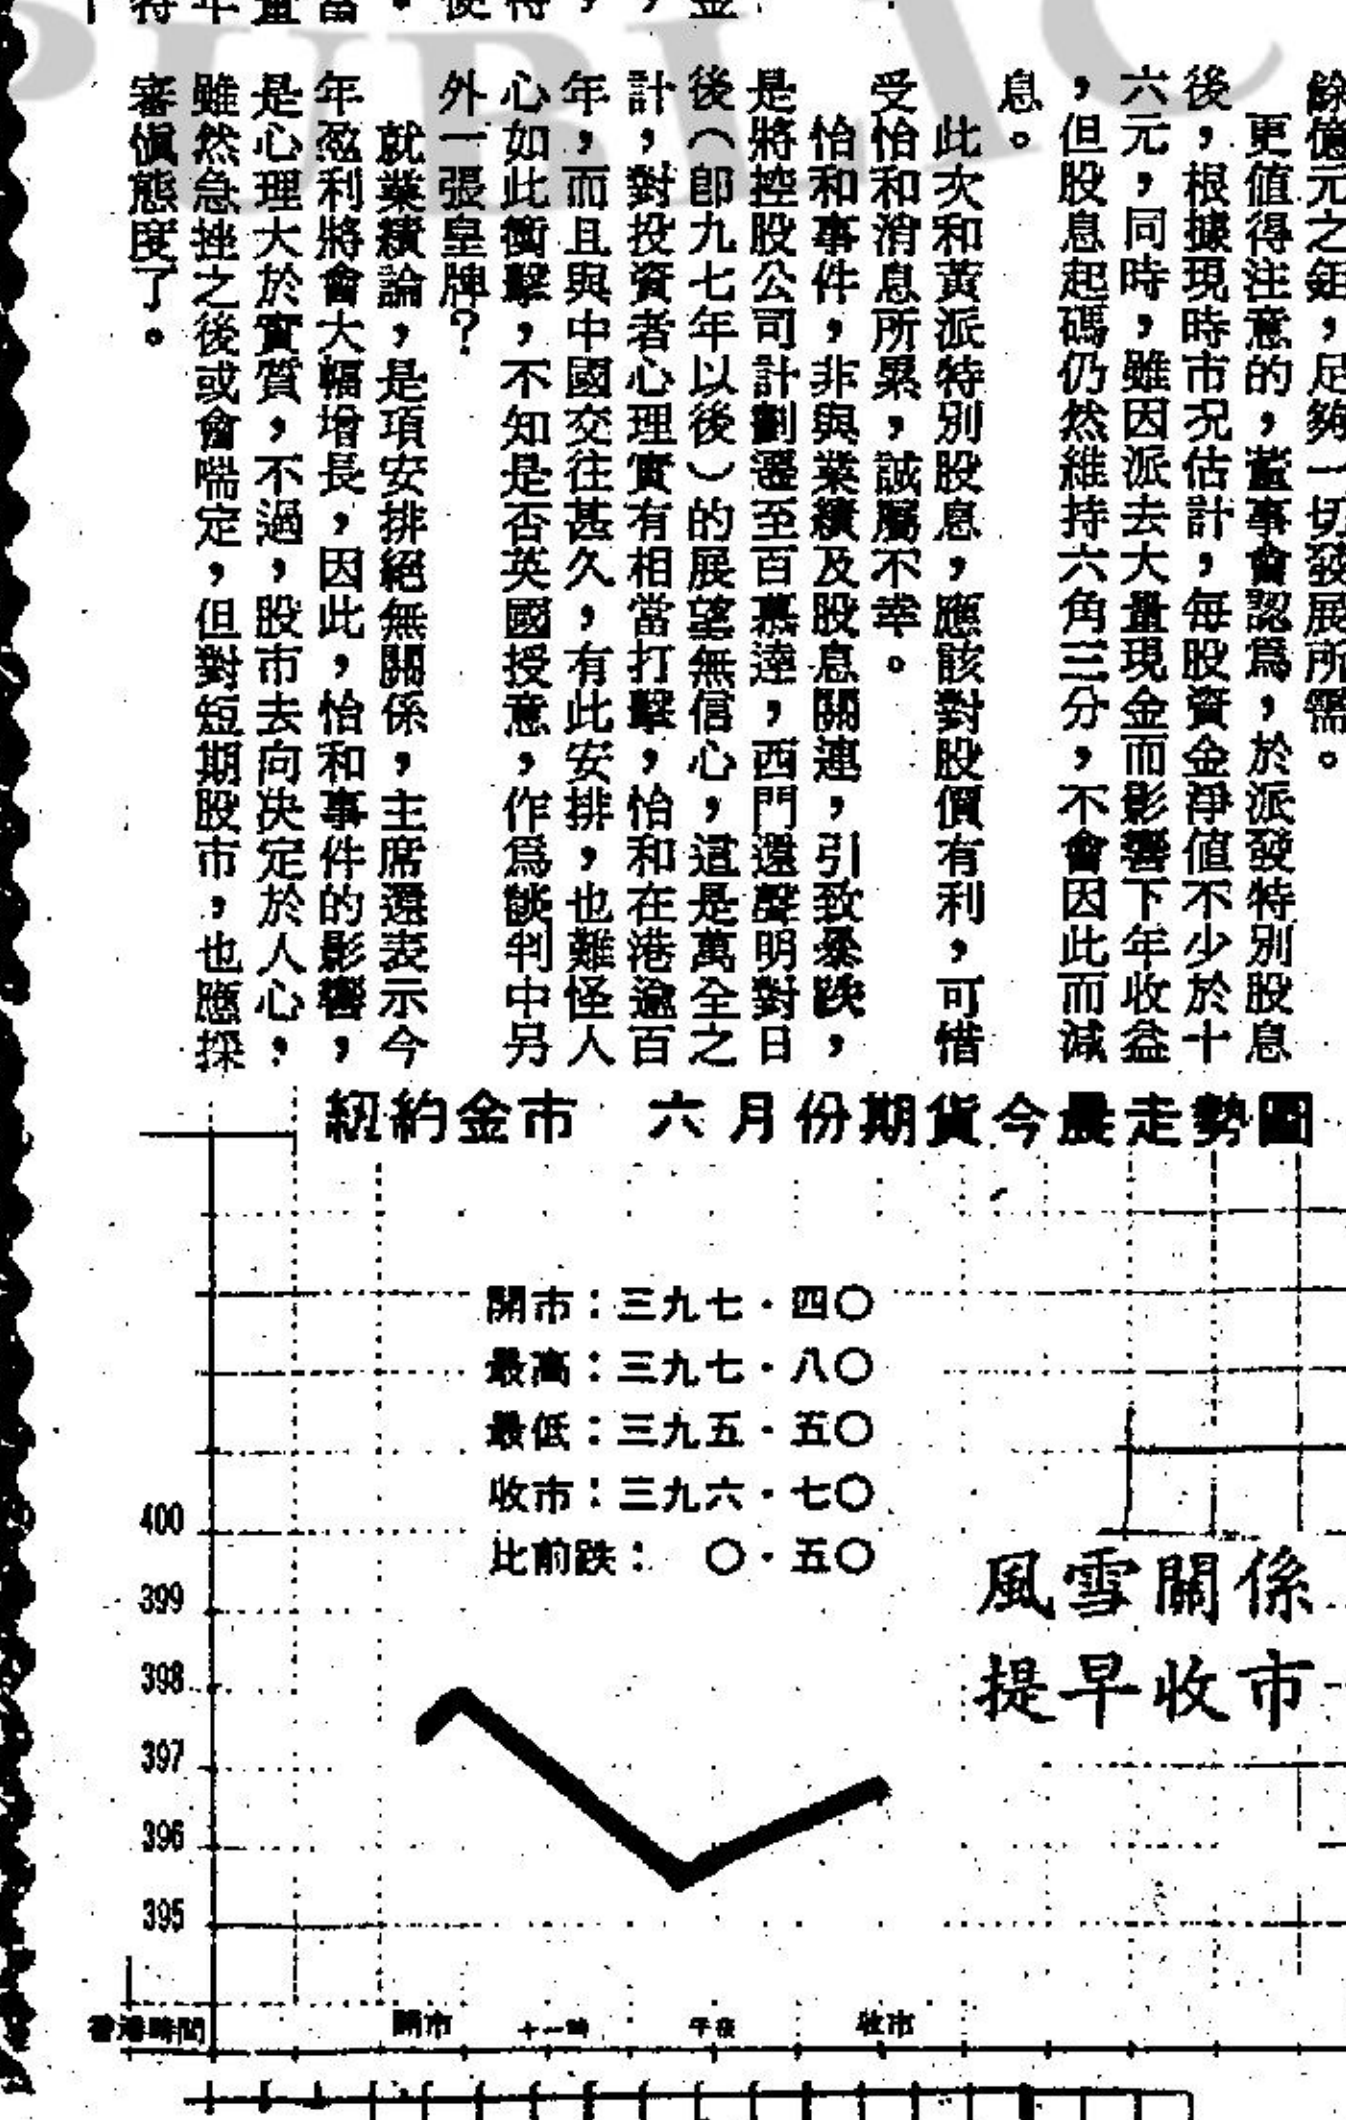 餘億元之鉅，足夠一切發展所需。
更值得注意的，董事會認爲，於派發特別股息
後，根據現時市況估計，每股資金淨值不少於十
六元，同時，雖因派去大量現金而影響下年收益
，但股息起碼仍然維持六角三分，不會因此而減
息。
此次和黃派特別股息，應該對股價有利，可惜
受怡和消息所累，誠屬不幸。
怡和事件，非與業績及股息關連，引致暴跌，
是將控股公司計劃遷至百慕達，西門還聲明對日
後（即九七年以後）的展望無信心，這是萬全之
計，對投資者心理實有相當打擊，怡和在港逾百
年，而且與中國交往甚久，有此安排，也難怪人
心如此衝擊，不知是否英國授意，作爲談判中另
外一張皇牌？
就業績論，是項安排絕無關係，主席還表示今
年盈利將會大幅增長，因此，怡和事件的影響，
是心理大於實質，不過，股市去向决定於人心，
雖然急挫之後或會喘定，但對短期股市，也應採
審慎態度了。
紐約金市　六月份期貨今晨走勢圖
開市：三九七・四〇
最高：三九七・八〇
最低：三九五・五〇
收市：三九六・七〇
比前跌：　〇・五〇
風雪關係
提早收市
400
399
398
397
396
395
香港時間
開市
十一時
午夜
收市